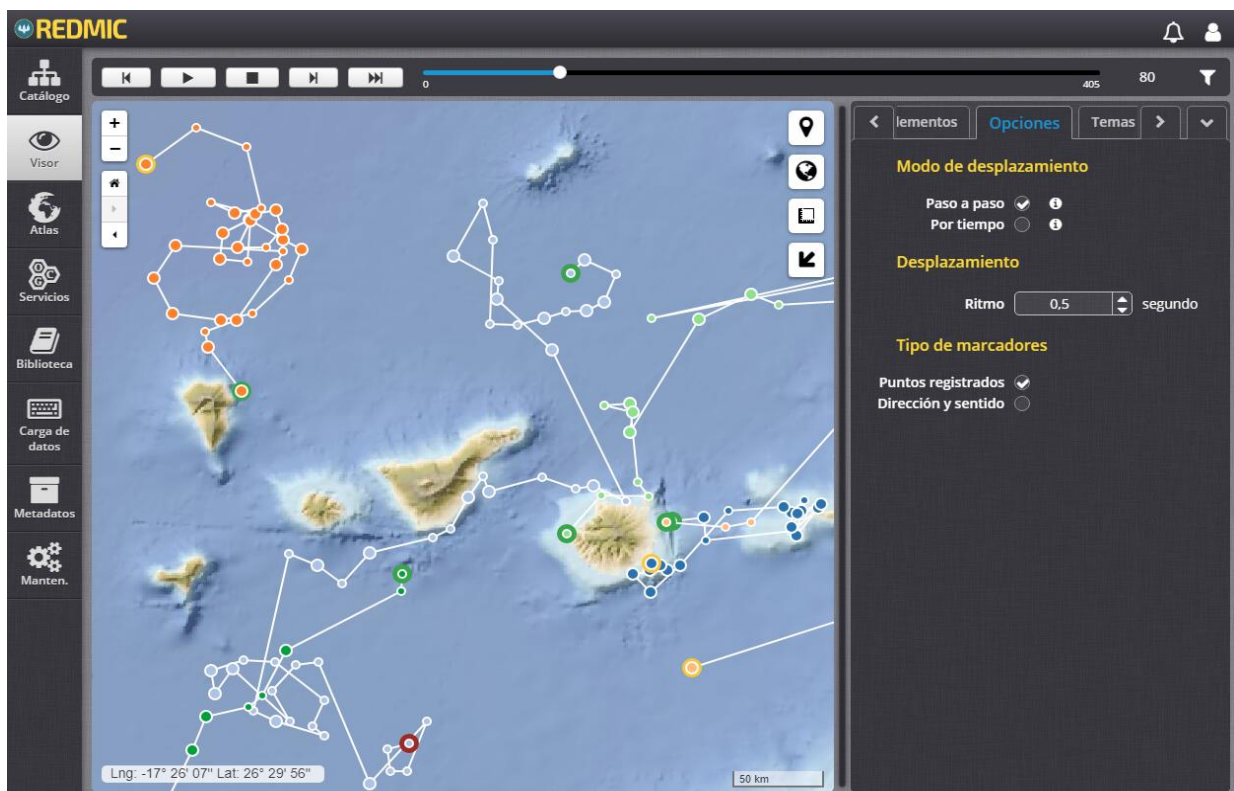 REDMIC
Catálogo
Visor
Atlas
Servicios
Biblioteca
Carga de
datos
Metadatos
Manten.
0
405
80
+
−
Lng: -17° 26' 07" Lat: 26° 29' 56"
50 km
lementos
Opciones
Temas
Modo de desplazamiento
Paso a paso
Por tiempo
Desplazamiento
Ritmo 0,5 segundo
Tipo de marcadores
Puntos registrados
Dirección y sentido